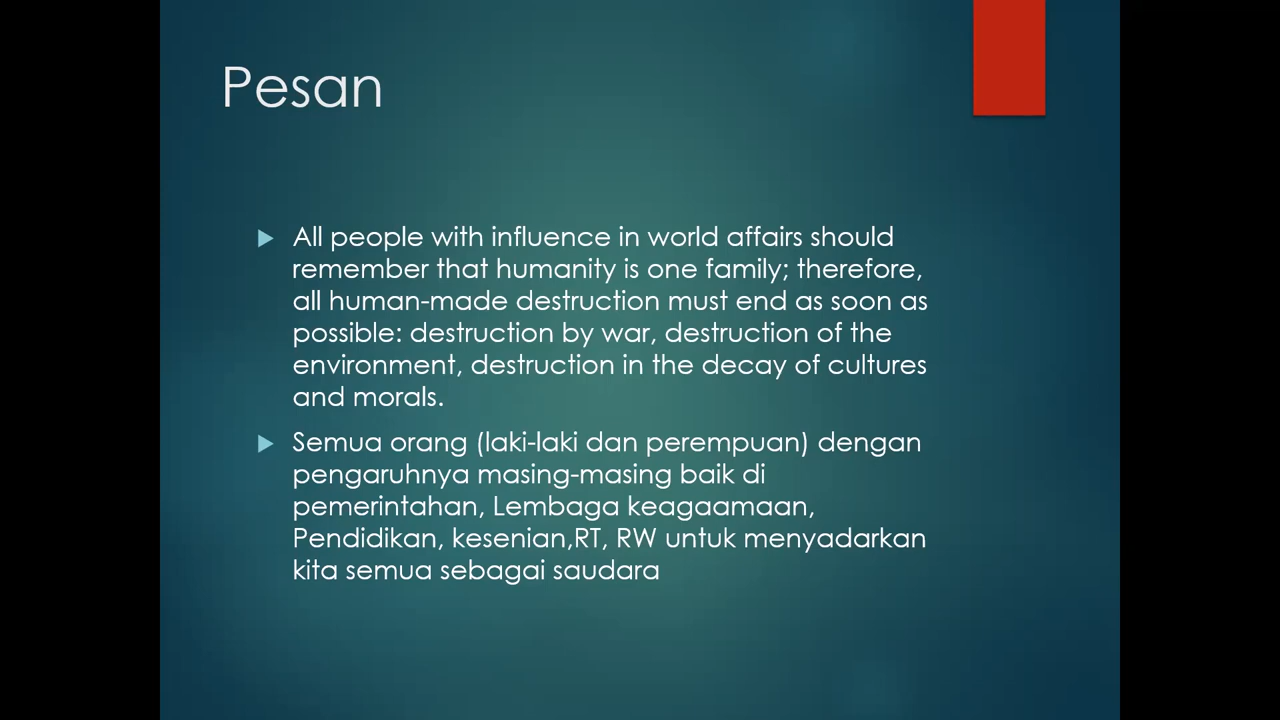 Pesan
All people with influence in world affairs should
remember that humanity is one family; therefore,
all human-made destruction must end as soon as
possible: destruction by war, destruction of the
environment, destruction in the decay of cultures
and morals.
Semua orang (laki-laki dan perempuan) dengan
pengaruhnya masing-masing baik di
pemerintahan, Lembaga keagaamaan,
Pendidikan, kesenian,RT, RW untuk menyadarkan
kita semua sebagai saudara